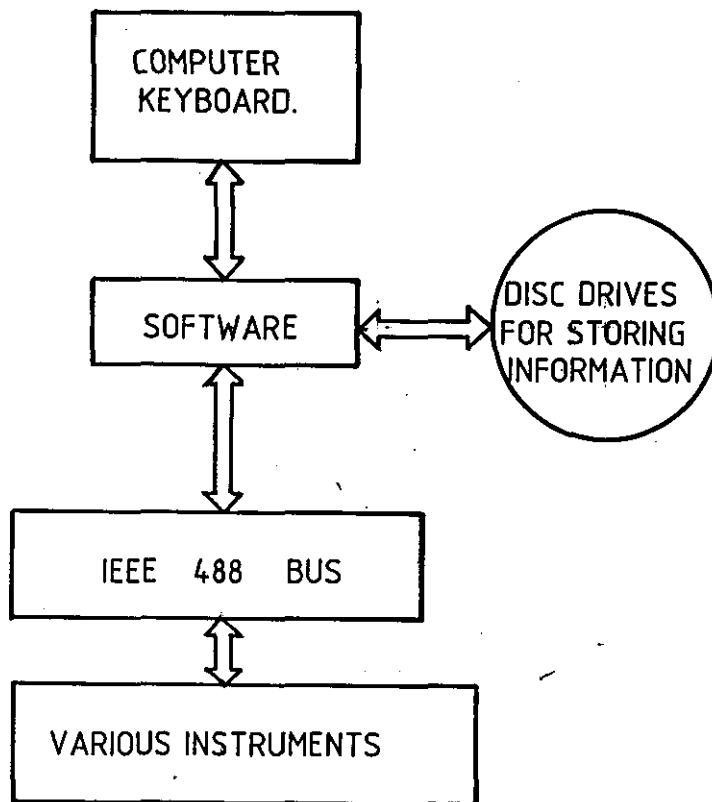 COMPUTER
KEYBOARD.
SOFTWARE
DISC DRIVES
FOR STORING
INFORMATION
IEEE 488 BUS
VARIOUS INSTRUMENTS